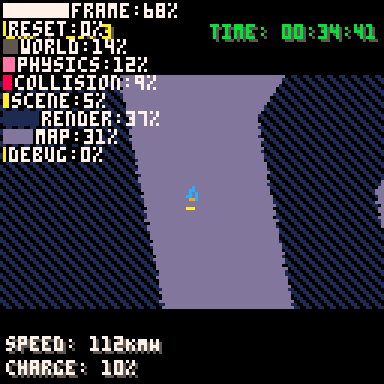 FRAME:68%
RESET:0%
TIME: 00:34:41
WORLD:14%
PHYSICS:12%
COLLISION:9%
SCENE:5%
RENDER:37%
MAP:31%
DEBUG:0%
SPEED: 112KMH
CHARGE: 10%